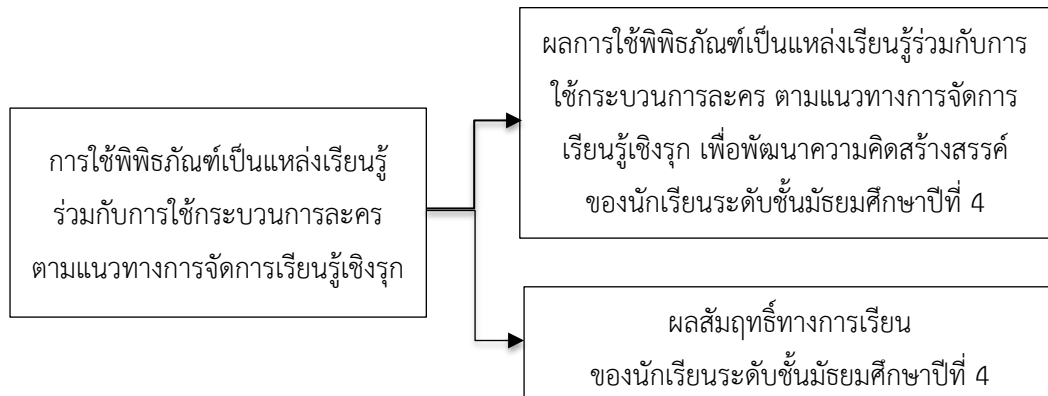 การใช้พิพิธภัณฑ์เป็นแหล่งเรียนรู้
ร่วมกับการใช้กระบวนการละคร
ตามแนวทางการจัดการเรียนรู้เชิงรุก
ผลการใช้พิพิธภัณฑ์เป็นแหล่งเรียนรู้ร่วมกับการ
ใช้กระบวนการละคร ตามแนวทางการจัดการ
เรียนรู้เชิงรุก เพื่อพัฒนาความคิดสร้างสรรค์
ของนักเรียนระดับชั้นมัธยมศึกษาปีที่ 4
ผลสัมฤทธิ์ทางการเรียน
ของนักเรียนระดับชั้นมัธยมศึกษาปีที่ 4